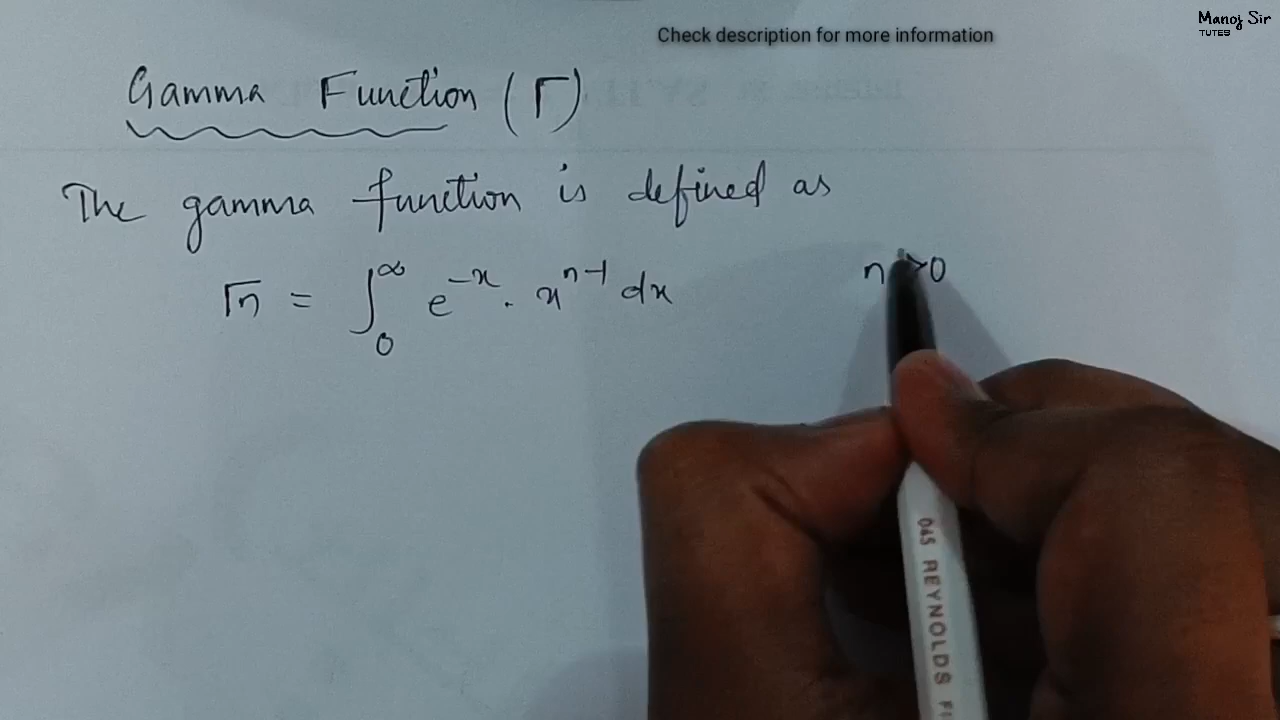 Manoj Sir
TUTES
Check description for more information
Gamma Function (Γ)
The gamma function is defined as
Γn = ∫₀^∞ e^{-x} . x^{n-1} dx n > 0
045 REYNOLDS